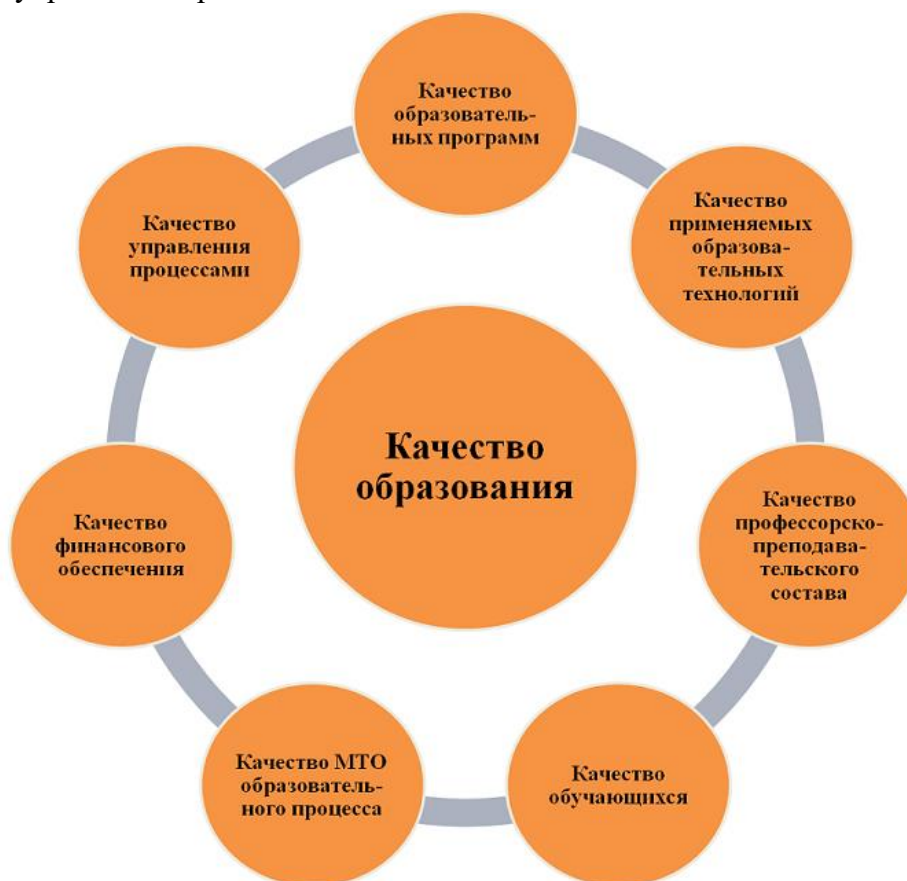 Качество
образователь-
ных программ
Качество
применяемых
образова-
тельных
технологий
Качество
профессорско-
преподава-
тельского
состава
Качество
обучающихся
Качество МТО
образователь-
ного процесса
Качество
финансового
обеспечения
Качество
управления
процессами
Качество
образования